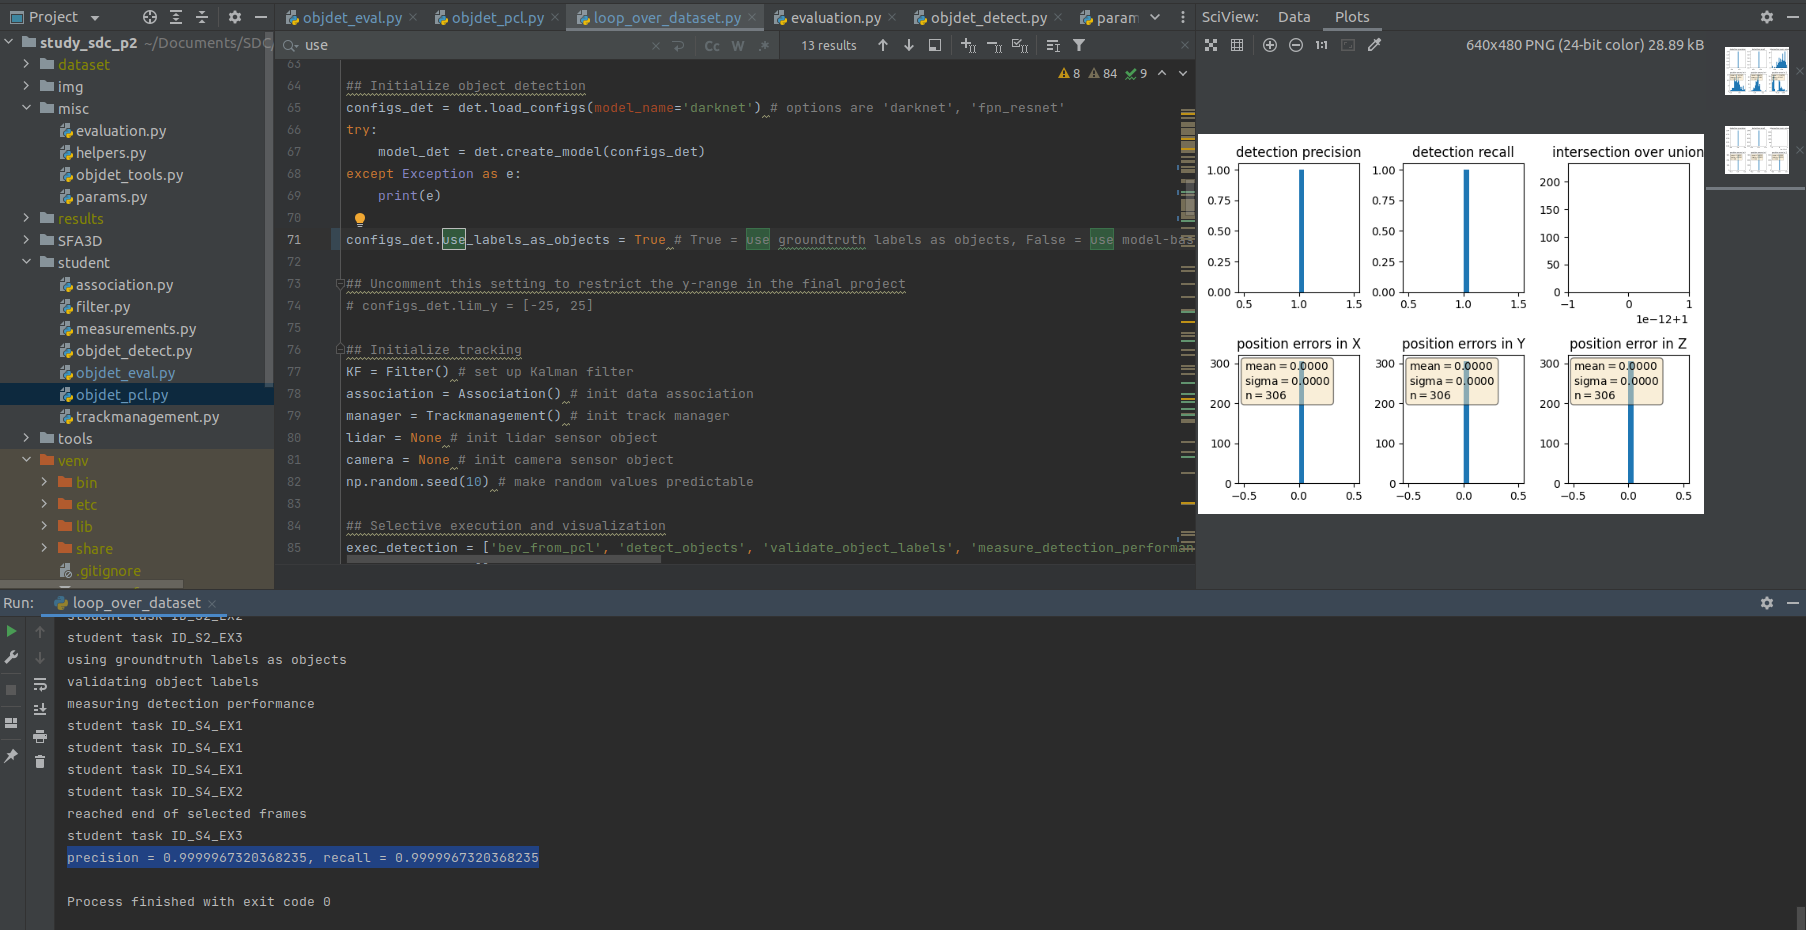 Project
objdet_eval.py
objdet_pcl.py
loop_over_dataset.py
evaluation.py
objdet_detect.py
param
SciView:
Data
Plots
study_sdc_p2 ~/Documents/SDC/
dataset
img
misc
evaluation.py
helpers.py
objdet_tools.py
params.py
results
SFA3D
student
association.py
filter.py
measurements.py
objdet_detect.py
objdet_eval.py
objdet_pcl.py
trackmanagement.py
tools
venv
bin
etc
lib
share
.gitignore
use
Cc
W
.*
13 results
8
84
9
63
64 ## Initialize object detection
65 configs_det = det.load_configs(model_name='darknet') # options are 'darknet', 'fpn_resnet'
66 try:
67 model_det = det.create_model(configs_det)
68 except Exception as e:
69 print(e)
70
71 configs_det.use_labels_as_objects = True # True = use groundtruth labels as objects, False = use model-bas
72
73 ## Uncomment this setting to restrict the y-range in the final project
74 # configs_det.lim_y = [-25, 25]
75
76 ## Initialize tracking
77 KF = Filter() # set up Kalman filter
78 association = Association() # init data association
79 manager = Trackmanagement() # init track manager
80 lidar = None # init lidar sensor object
81 camera = None # init camera sensor object
82 np.random.seed(10) # make random values predictable
83
84 ## Selective execution and visualization
85 exec_detection = ['bev_from_pcl', 'detect_objects', 'validate_object_labels', 'measure_detection_performan
1:1
640x480 PNG (24-bit color) 28.89 kB
detection precision
1.00
0.75
0.50
0.25
0.00
0.5 1.0 1.5
detection recall
1.00
0.75
0.50
0.25
0.00
0.5 1.0 1.5
intersection over union
200
150
100
50
0
−1 0 1
1e−12+1
position errors in X
300
200
100
0
mean = 0.0000
sigma = 0.0000
n = 306
−0.5 0.0 0.5
position errors in Y
300
200
100
0
mean = 0.0000
sigma = 0.0000
n = 306
−0.5 0.0 0.5
position error in Z
300
200
100
0
mean = 0.0000
sigma = 0.0000
n = 306
−0.5 0.0 0.5
Run:
loop_over_dataset
student task ID_S2_EX2
student task ID_S2_EX3
using groundtruth labels as objects
validating object labels
measuring detection performance
student task ID_S4_EX1
student task ID_S4_EX1
student task ID_S4_EX1
student task ID_S4_EX2
reached end of selected frames
student task ID_S4_EX3
precision = 0.9999967320368235, recall = 0.9999967320368235
Process finished with exit code 0